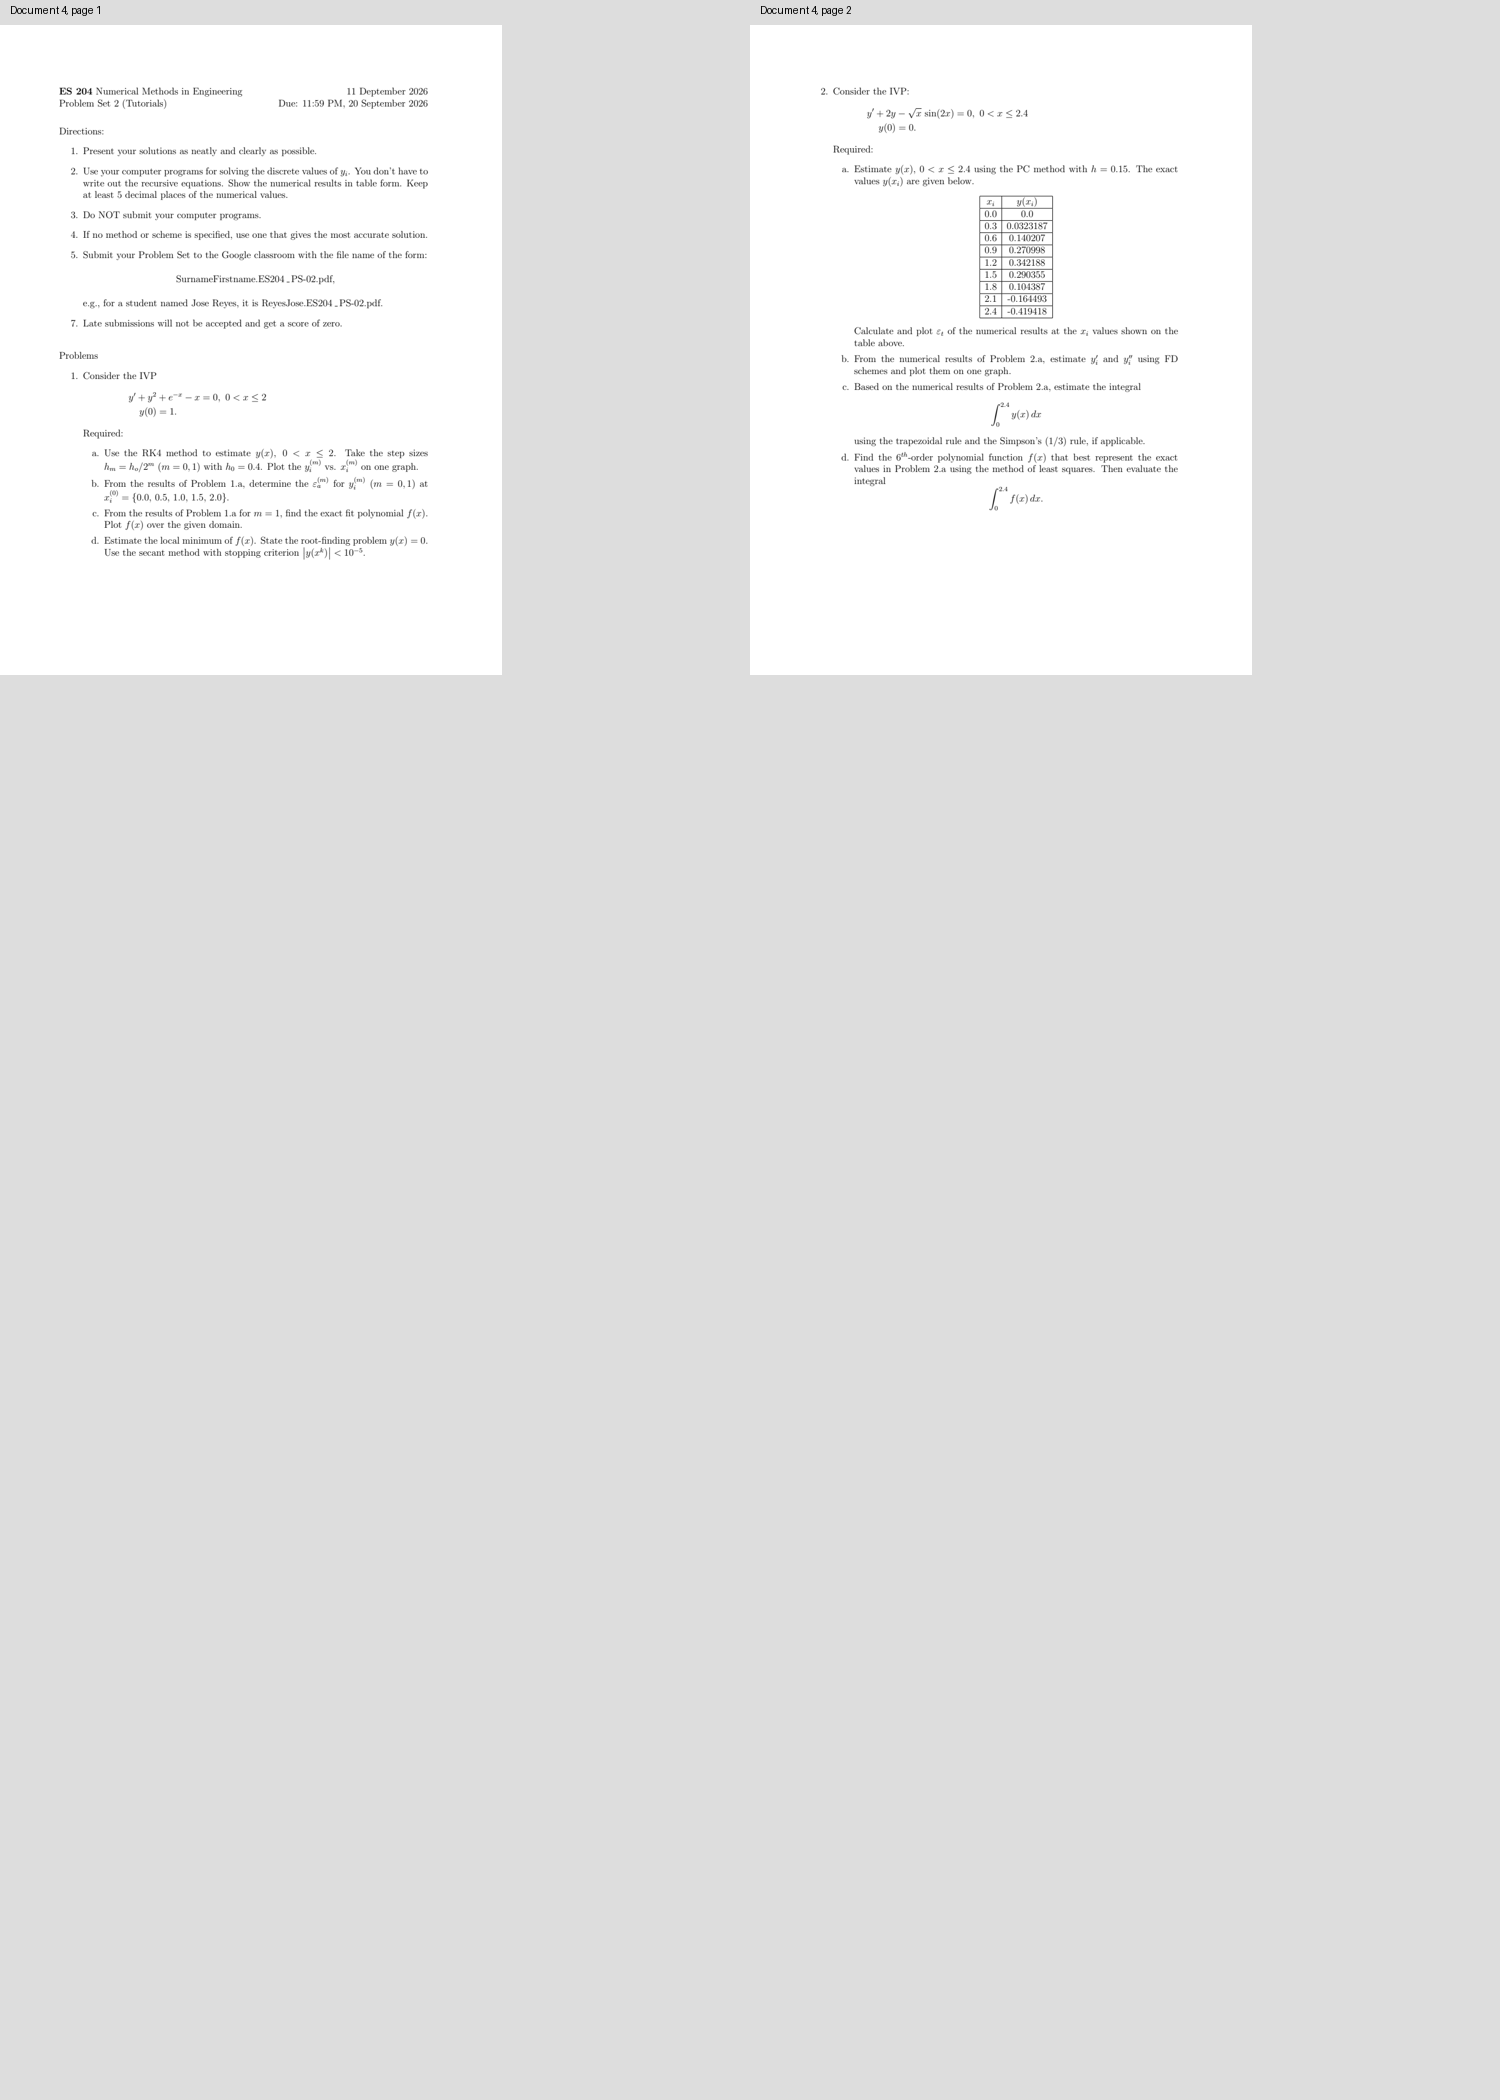 Document 4, page 1
ES 204 Numerical Methods in Engineering 11 Deptember 2026
Problem Set 2 (Tutorials) Due: 11:59 PM, 20 September 2026
Directions:
1. Present your solutions as neatly and clearly as possible.
2. Use your computer programs for solving the discrete values of yᵢ. You don't have to
write out the recursive equations. Show the numerical results in table form. Keep
at least 5 decimal places of the numerical values.
3. Do NOT submit your computer programs.
4. If no method or scheme is specified, use one that gives the most accurate solution.
5. Submit your Problem Set to the Google classroom with the file name of the form:
SurnameFirstname.ES204_PS-02.pdf,
e.g., for a student named Jose Reyes, it is ReyesJose.ES204_PS-02.pdf.
7. Late submissions will not be accepted and get a score of zero.
Problems
1. Consider the IVP
y′ + y² + e⁻ˣ − x = 0, 0 < x ≤ 2
y(0) = 1.
Required:
a. Use the RK4 method to estimate y(x), 0 < x ≤ 2. Take the step sizes
hₘ = hₒ/2ᵐ (m = 0, 1) with h₀ = 0.4. Plot the yᵢ⁽ᵐ⁾ vs. xᵢ⁽ᵐ⁾ on one graph.
b. From the results of Problem 1.a, determine the εₐ⁽ᵐ⁾ for yᵢ⁽ᵐ⁾ (m = 0, 1) at
xᵢ⁽⁰⁾ = {0.0, 0.5, 1.0, 1.5, 2.0}.
c. From the results of Problem 1.a for m = 1, find the exact fit polynomial f(x).
Plot f(x) over the given domain.
d. Estimate the local minimum of f(x). State the root-finding problem y(x) = 0.
Use the secant method with stopping criterion |y(xᵏ)| < 10⁻⁵.
Document 4, page 2
2. Consider the IVP:
y′ + 2y − √x sin(2x) = 0, 0 < x ≤ 2.4
y(0) = 0.
Required:
a. Estimate y(x), 0 < x ≤ 2.4 using the PC method with h = 0.15. The exact
values y(xᵢ) are given below.
xᵢ y(xᵢ)
0.0 0.0
0.3 0.0323187
0.6 0.140207
0.9 0.270998
1.2 0.342188
1.5 0.290355
1.8 0.104387
2.1 -0.164493
2.4 -0.419418
Calculate and plot εₜ of the numerical results at the xᵢ values shown on the
table above.
b. From the numerical results of Problem 2.a, estimate yᵢ′ and yᵢ″ using FD
schemes and plot them on one graph.
c. Based on the numerical results of Problem 2.a, estimate the integral
∫₀²·⁴ y(x) dx
using the trapezoidal rule and the Simpson's (1/3) rule, if applicable.
d. Find the 6ᵗʰ-order polynomial function f(x) that best represent the exact
values in Problem 2.a using the method of least squares. Then evaluate the
integral
∫₀²·⁴ f(x) dx.